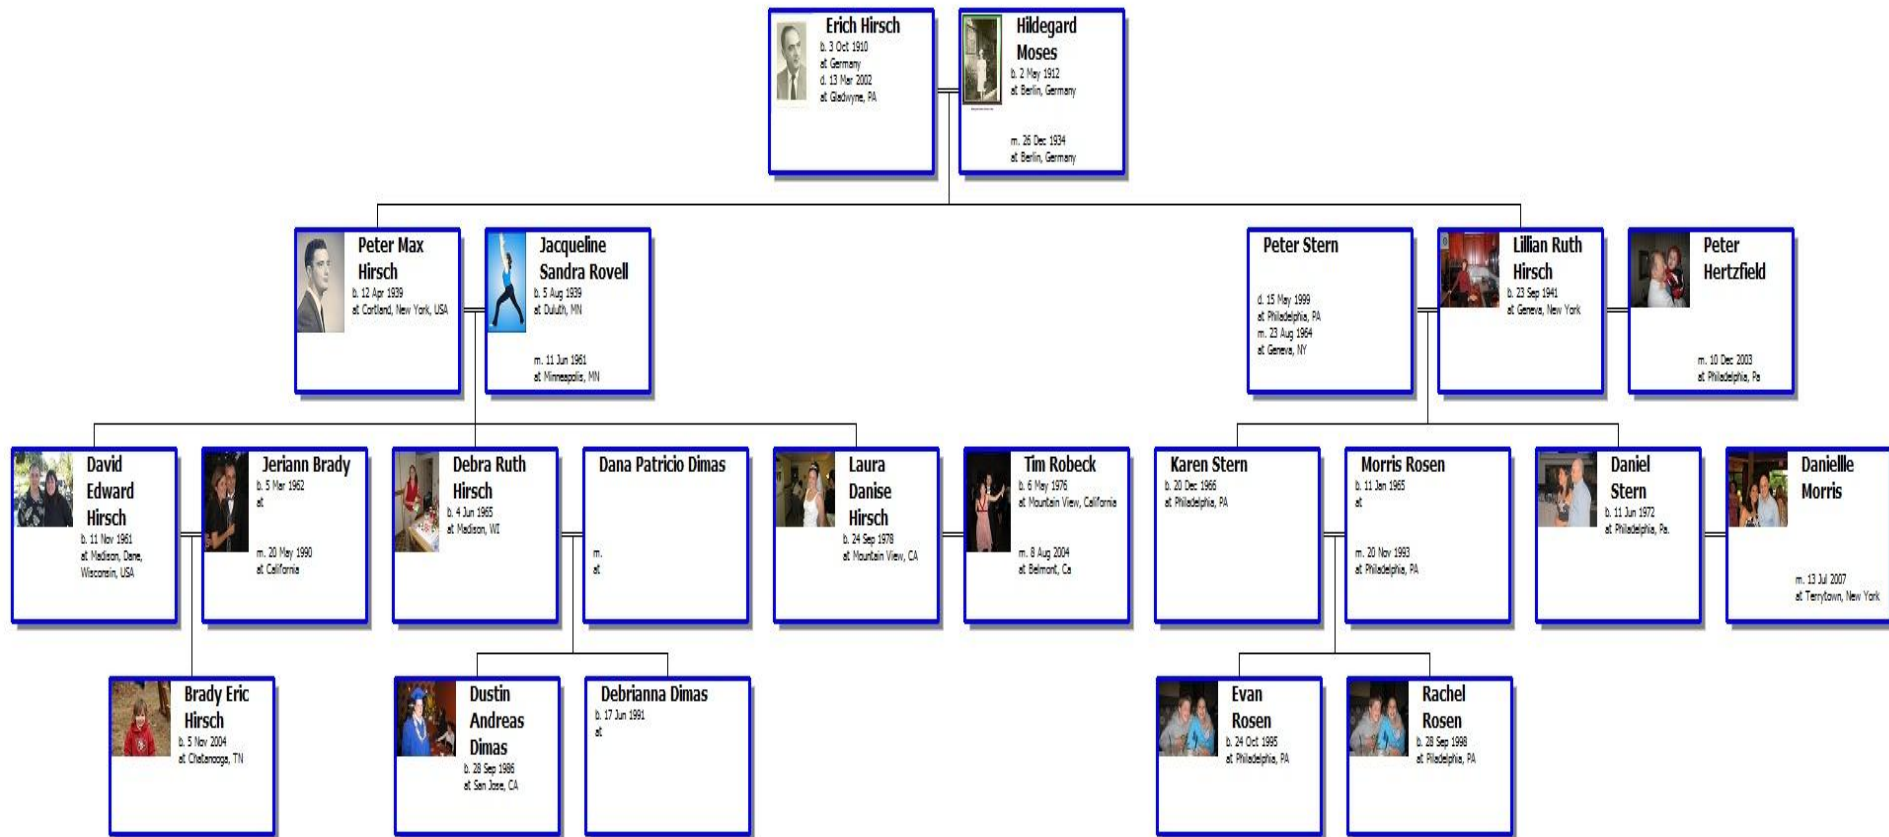 Erich Hirsch
b. 3 Oct 1910
at Germany
d. 13 Mar 2002
at Gladwyne, PA
Hildegard
Moses
b. 2 May 1912
at Berlin, Germany
m. 26 Dec 1934
at Berlin, Germany
Peter Max
Hirsch
b. 12 Apr 1939
at Cortland, New York, USA
Jacqueline
Sandra Rovell
b. 5 Aug 1939
at Duluth, MN
m. 11 Jun 1961
at Minneapolis, MN
Peter Stern
d. 15 May 1999
at Philadelphia, PA
m. 23 Aug 1964
at Geneva, NY
Lillian Ruth
Hirsch
b. 23 Sep 1941
at Geneva, New York
Peter
Hertzfield
m. 10 Dec 2003
at Philadelphia, Pa
David
Edward
Hirsch
b. 11 Nov 1961
at Madison, Dane,
Wisconsin, USA
Jeriann Brady
b. 5 Mar 1962
at
m. 20 May 1990
at California
Debra Ruth
Hirsch
b. 4 Jun 1965
at Madison, WI
Dana Patricio Dimas
m.
at
Laura
Danise
Hirsch
b. 24 Sep 1978
at Mountain View, CA
Tim Robeck
b. 6 May 1976
at Mountain View, California
m. 8 Aug 2004
at Belmont, Ca
Karen Stern
b. 20 Dec 1966
at Philadelphia, PA
Morris Rosen
b. 11 Jan 1965
at
m. 20 Nov 1993
at Philadelphia, PA
Daniel
Stern
b. 11 Jun 1972
at Philadelphia, Pa.
Daniellle
Morris
m. 13 Jul 2007
at Terrytown, New York
Brady Eric
Hirsch
b. 5 Nov 2004
at Chatanooga, TN
Dustin
Andreas
Dimas
b. 28 Sep 1986
at San Jose, CA
Debrianna Dimas
b. 17 Jun 1991
at
Evan
Rosen
b. 24 Oct 1995
at Philadelphia, PA
Rachel
Rosen
b. 28 Sep 1998
at Piladelphia, PA